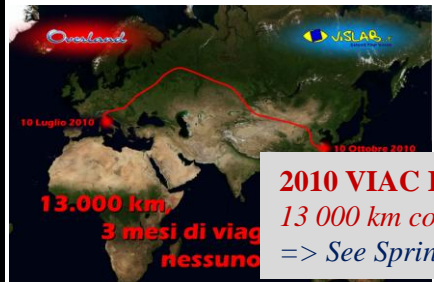 Overland
VISLAB
10 Luglio 2010
10 Ottobre 2010
13.000 km,
3 mesi di viag
nessuno
2010 VIAC
13 000 km co
=> See Sprin